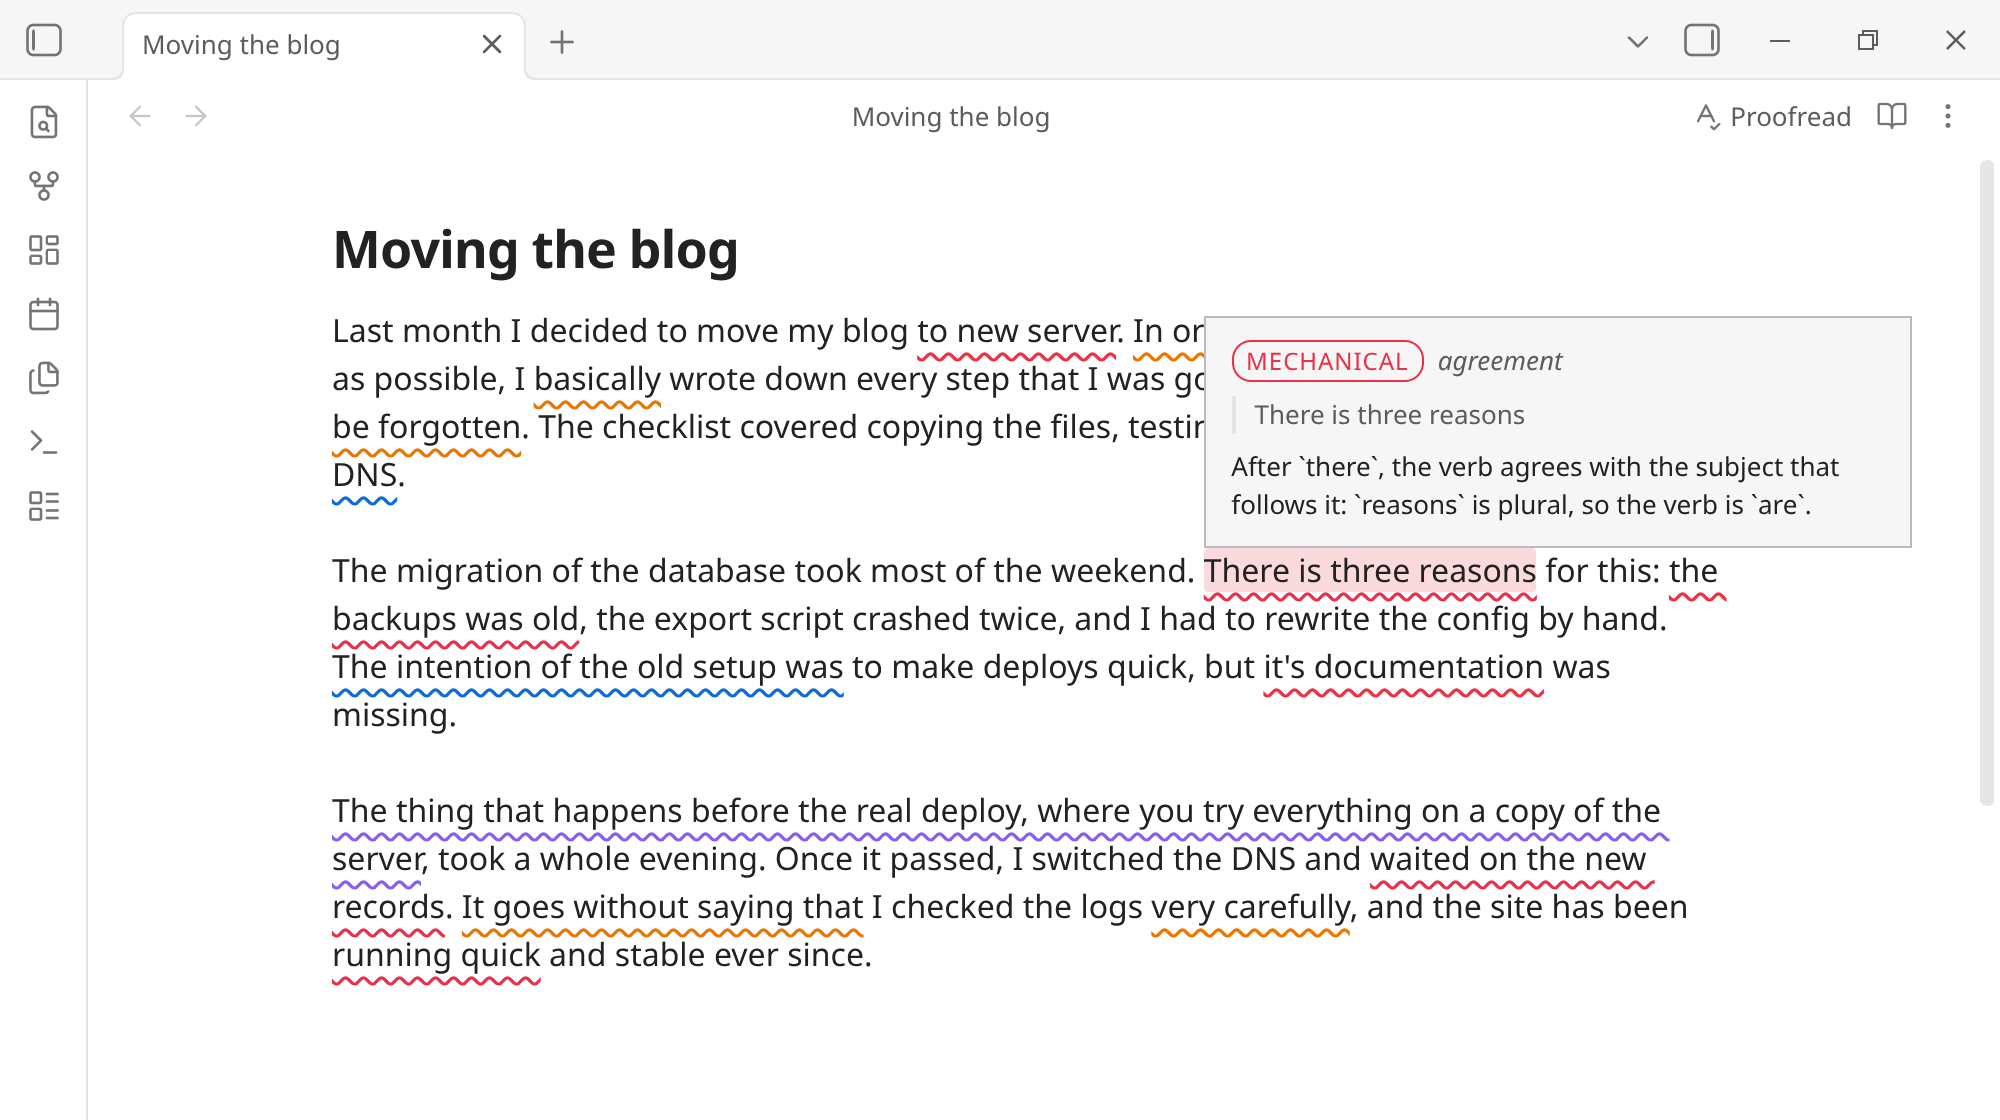 Moving the blog
Moving the blog
Proofread
Moving the blog
Last month I decided to move my blog to new server. In or
as possible, I basically wrote down every step that I was go
be forgotten. The checklist covered copying the files, testin
DNS.
MECHANICAL agreement
There is three reasons
After `there`, the verb agrees with the subject that
follows it: `reasons` is plural, so the verb is `are`.
The migration of the database took most of the weekend. There is three reasons for this: the
backups was old, the export script crashed twice, and I had to rewrite the config by hand.
The intention of the old setup was to make deploys quick, but it's documentation was
missing.
The thing that happens before the real deploy, where you try everything on a copy of the
server, took a whole evening. Once it passed, I switched the DNS and waited on the new
records. It goes without saying that I checked the logs very carefully, and the site has been
running quick and stable ever since.